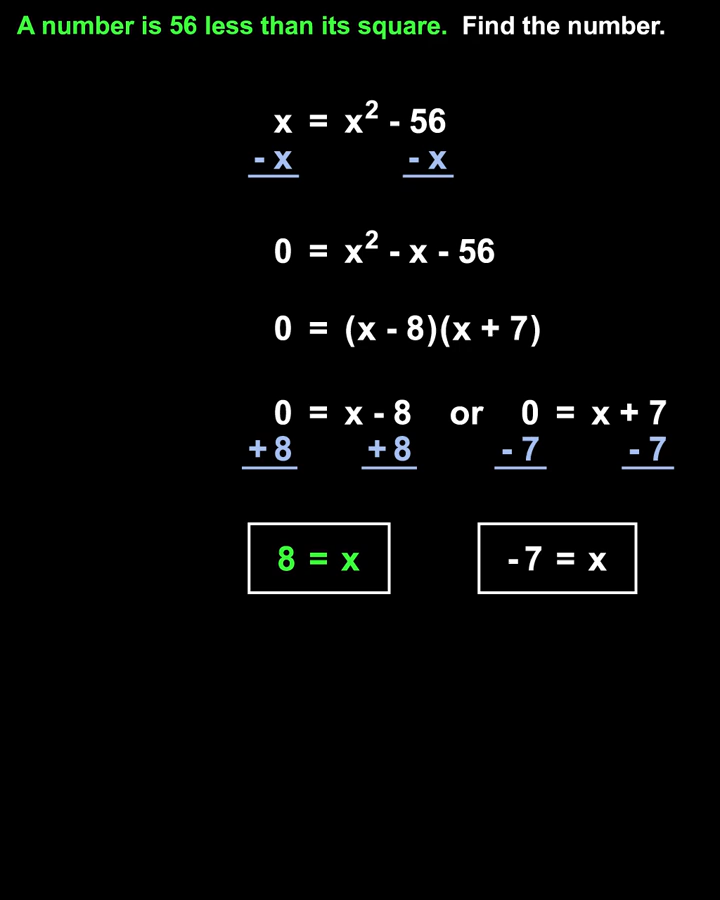 A number is 56 less than its square. Find the number.
x = x² - 56
- x - x
0 = x² - x - 56
0 = (x - 8)(x + 7)
0 = x - 8 or 0 = x + 7
+ 8 + 8 - 7 - 7
8 = x -7 = x